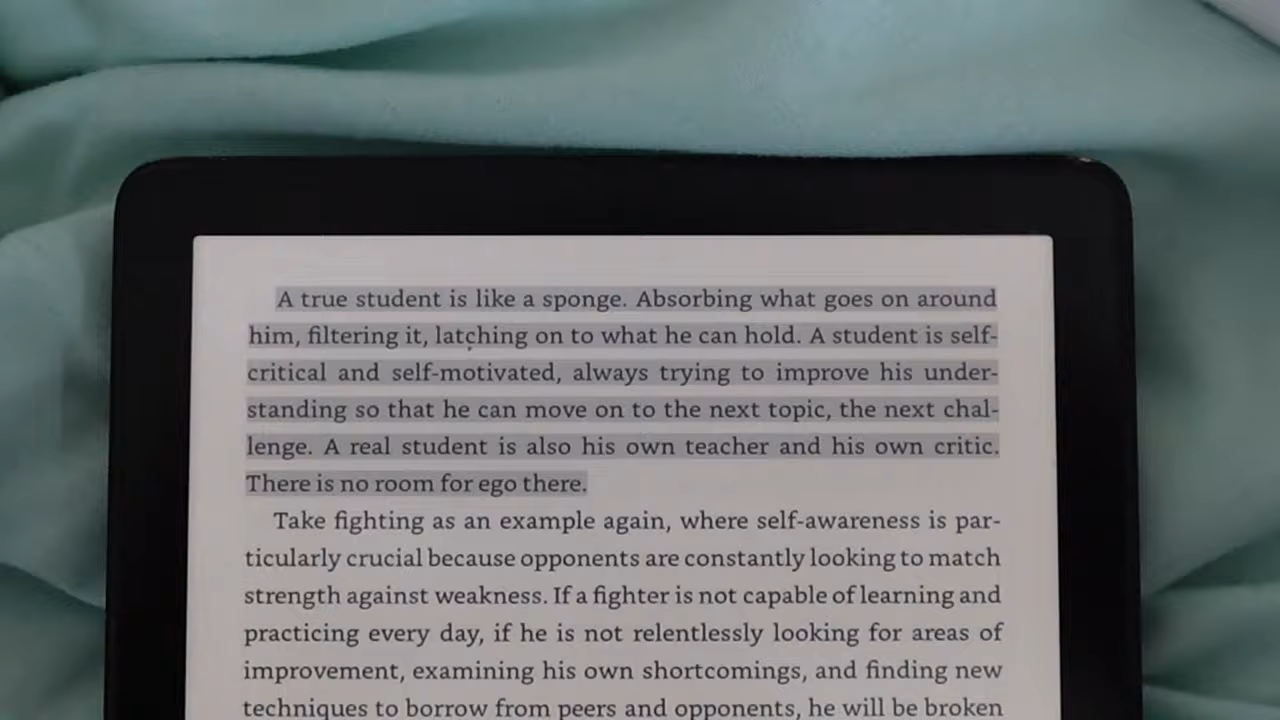 A true student is like a sponge. Absorbing what goes on around
him, filtering it, latching on to what he can hold. A student is self-
critical and self-motivated, always trying to improve his under-
standing so that he can move on to the next topic, the next chal-
lenge. A real student is also his own teacher and his own critic.
There is no room for ego there.
Take fighting as an example again, where self-awareness is par-
ticularly crucial because opponents are constantly looking to match
strength against weakness. If a fighter is not capable of learning and
practicing every day, if he is not relentlessly looking for areas of
improvement, examining his own shortcomings, and finding new
techniques to borrow from peers and opponents, he will be broken